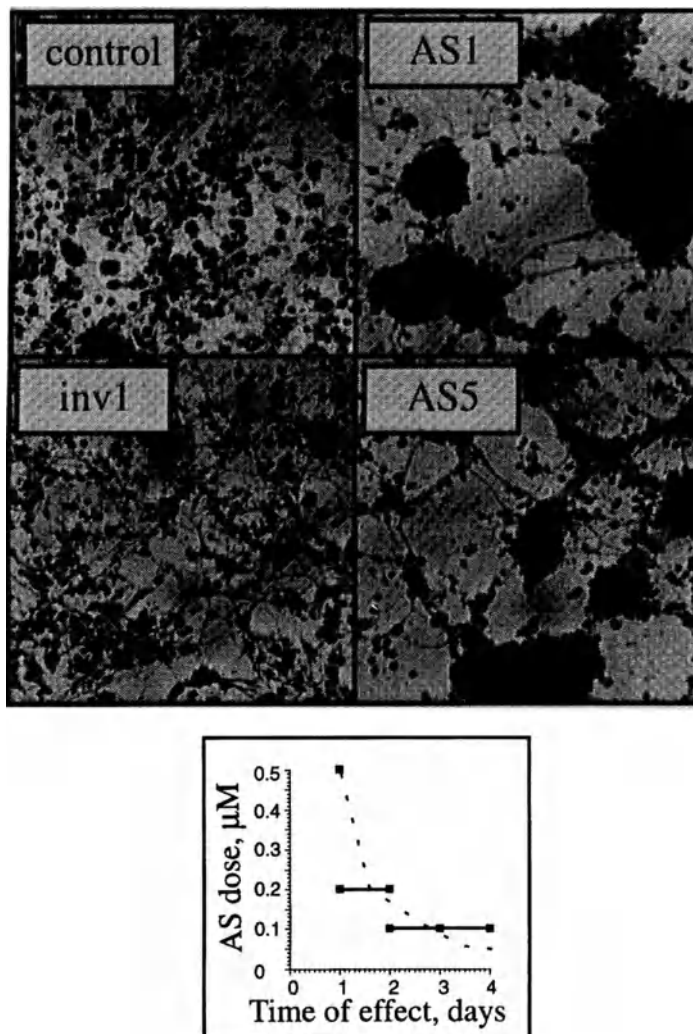 control
AS1
inv1
AS5
AS dose, μM
0.5
0.4
0.3
0.2
0.1
0
0 1 2 3 4
Time of effect, days